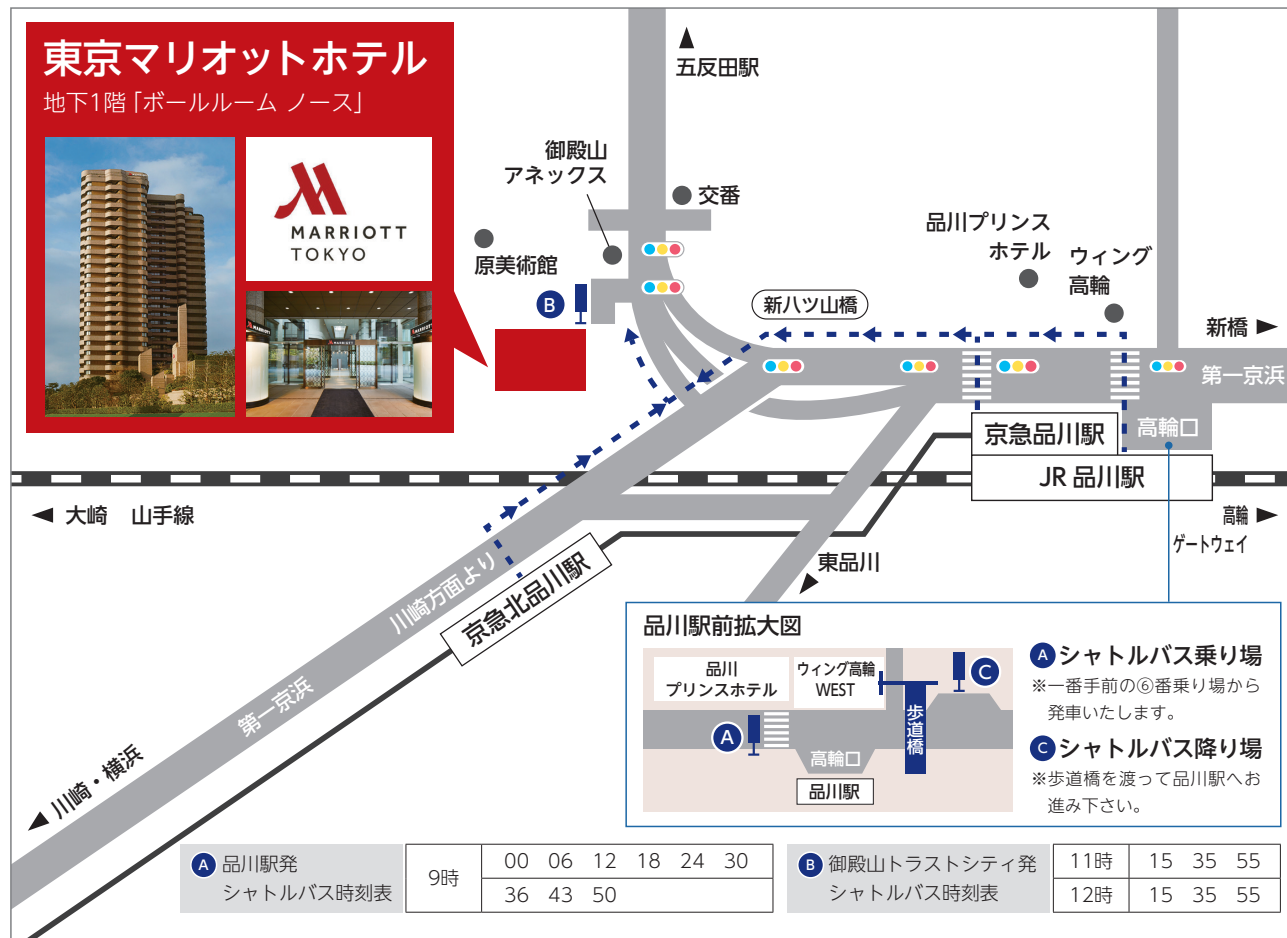 東京マリオットホテル
地下1階「ボールルーム ノース」
MARRIOTT
TOKYO
五反田駅
御殿山
アネックス
交番
原美術館
B
品川プリンス
ホテル
ウィング
高輪
新八ツ山橋
新橋
第一京浜
京急品川駅
高輪口
JR 品川駅
大崎 山手線
高輪
ゲートウェイ
東品川
川崎方面より
京急北品川駅
第一京浜
川崎・横浜
品川駅前拡大図
品川
プリンスホテル
ウィング高輪
WEST
C
歩道橋
A
高輪口
品川駅
A シャトルバス乗り場
※一番手前の⑥番乗り場から
発車いたします。
C シャトルバス降り場
※歩道橋を渡って品川駅へお
進み下さい。
A 品川駅発
シャトルバス時刻表
9時
00 06 12 18 24 30
36 43 50
B 御殿山トラストシティ発
シャトルバス時刻表
11時 15 35 55
12時 15 35 55